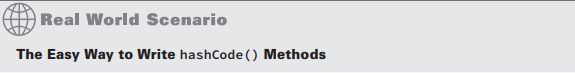 Real World Scenario
The Easy Way to Write hashCode() Methods